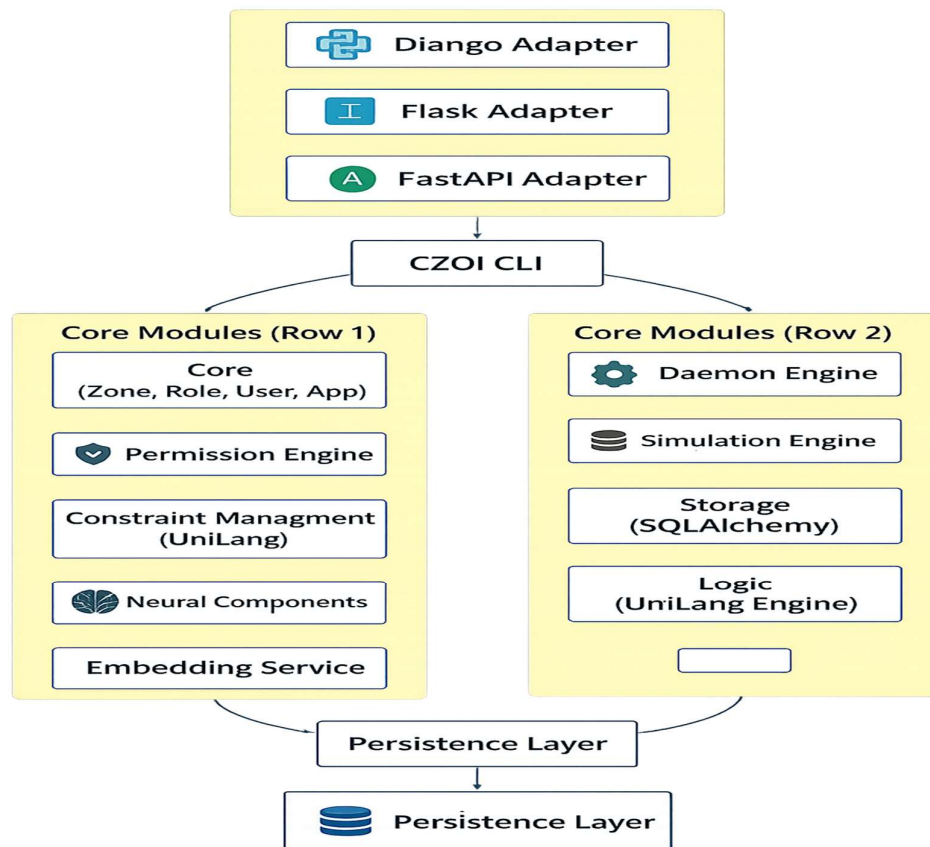 Diango Adapter
Flask Adapter
A FastAPI Adapter
CZOI CLI
Core Modules (Row 1)
Core
(Zone, Role, User, App)
Permission Engine
Constraint Managment
(UniLang)
Neural Components
Embedding Service
Core Modules (Row 2)
Daemon Engine
Simulation Engine
Storage
(SQLAlchemy)
Logic
(UniLang Engine)
Persistence Layer
Persistence Layer